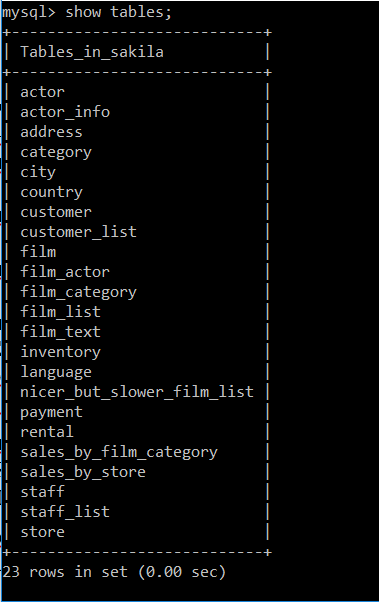 mysql> show tables;
+----------------------------+
| Tables_in_sakila           |
+----------------------------+
| actor                      |
| actor_info                 |
| address                    |
| category                   |
| city                       |
| country                    |
| customer                   |
| customer_list              |
| film                       |
| film_actor                 |
| film_category              |
| film_list                  |
| film_text                  |
| inventory                  |
| language                   |
| nicer_but_slower_film_list |
| payment                    |
| rental                     |
| sales_by_film_category     |
| sales_by_store             |
| staff                      |
| staff_list                 |
| store                      |
+----------------------------+
23 rows in set (0.00 sec)